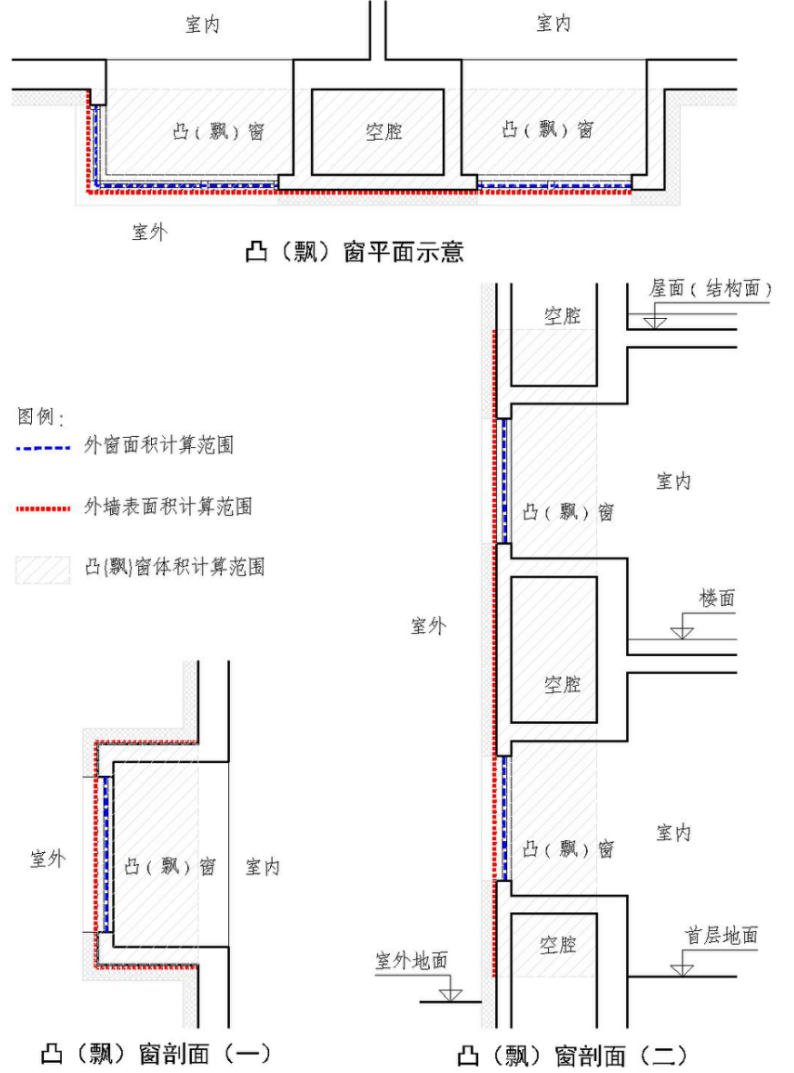 室内
室内
凸(飘)窗
空腔
凸(飘)窗
室外
凸（飘）窗平面示意
屋面(结构面)
空腔
图例:
外窗面积计算范围
外墙表面积计算范围
凸(飘)窗体积计算范围
室内
凸(飘)窗
室外
楼面
空腔
室内
凸(飘)窗
室外
凸(飘)窗
室内
首层地面
空腔
室外地面
凸（飘）窗剖面（一）
凸（飘）窗剖面（二）